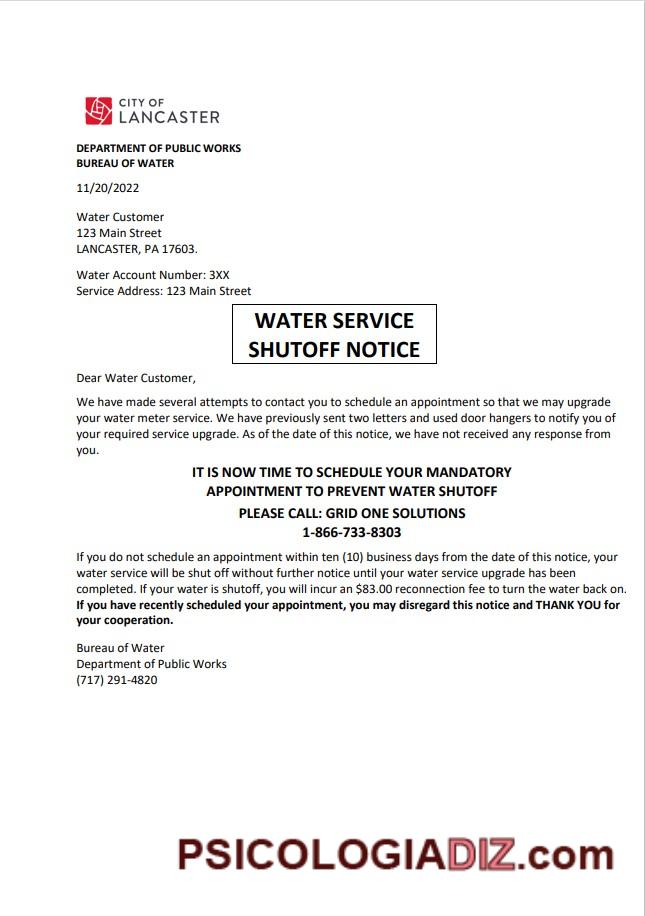 CITY OF
LANCASTER
DEPARTMENT OF PUBLIC WORKS
BUREAU OF WATER
11/20/2022
Water Customer
123 Main Street
LANCASTER, PA 17603.
Water Account Number: 3XX
Service Address: 123 Main Street
WATER SERVICE
SHUTOFF NOTICE
Dear Water Customer,
We have made several attempts to contact you to schedule an appointment so that we may upgrade
your water meter service. We have previously sent two letters and used door hangers to notify you of
your required service upgrade. As of the date of this notice, we have not received any response from
you.
IT IS NOW TIME TO SCHEDULE YOUR MANDATORY
APPOINTMENT TO PREVENT WATER SHUTOFF
PLEASE CALL: GRID ONE SOLUTIONS
1-866-733-8303
If you do not schedule an appointment within ten (10) business days from the date of this notice, your
water service will be shut off without further notice until your water service upgrade has been
completed. If your water is shutoff, you will incur an $83.00 reconnection fee to turn the water back on.
If you have recently scheduled your appointment, you may disregard this notice and THANK YOU for
your cooperation.
Bureau of Water
Department of Public Works
(717) 291-4820
PSICOLOGIADIZ.com